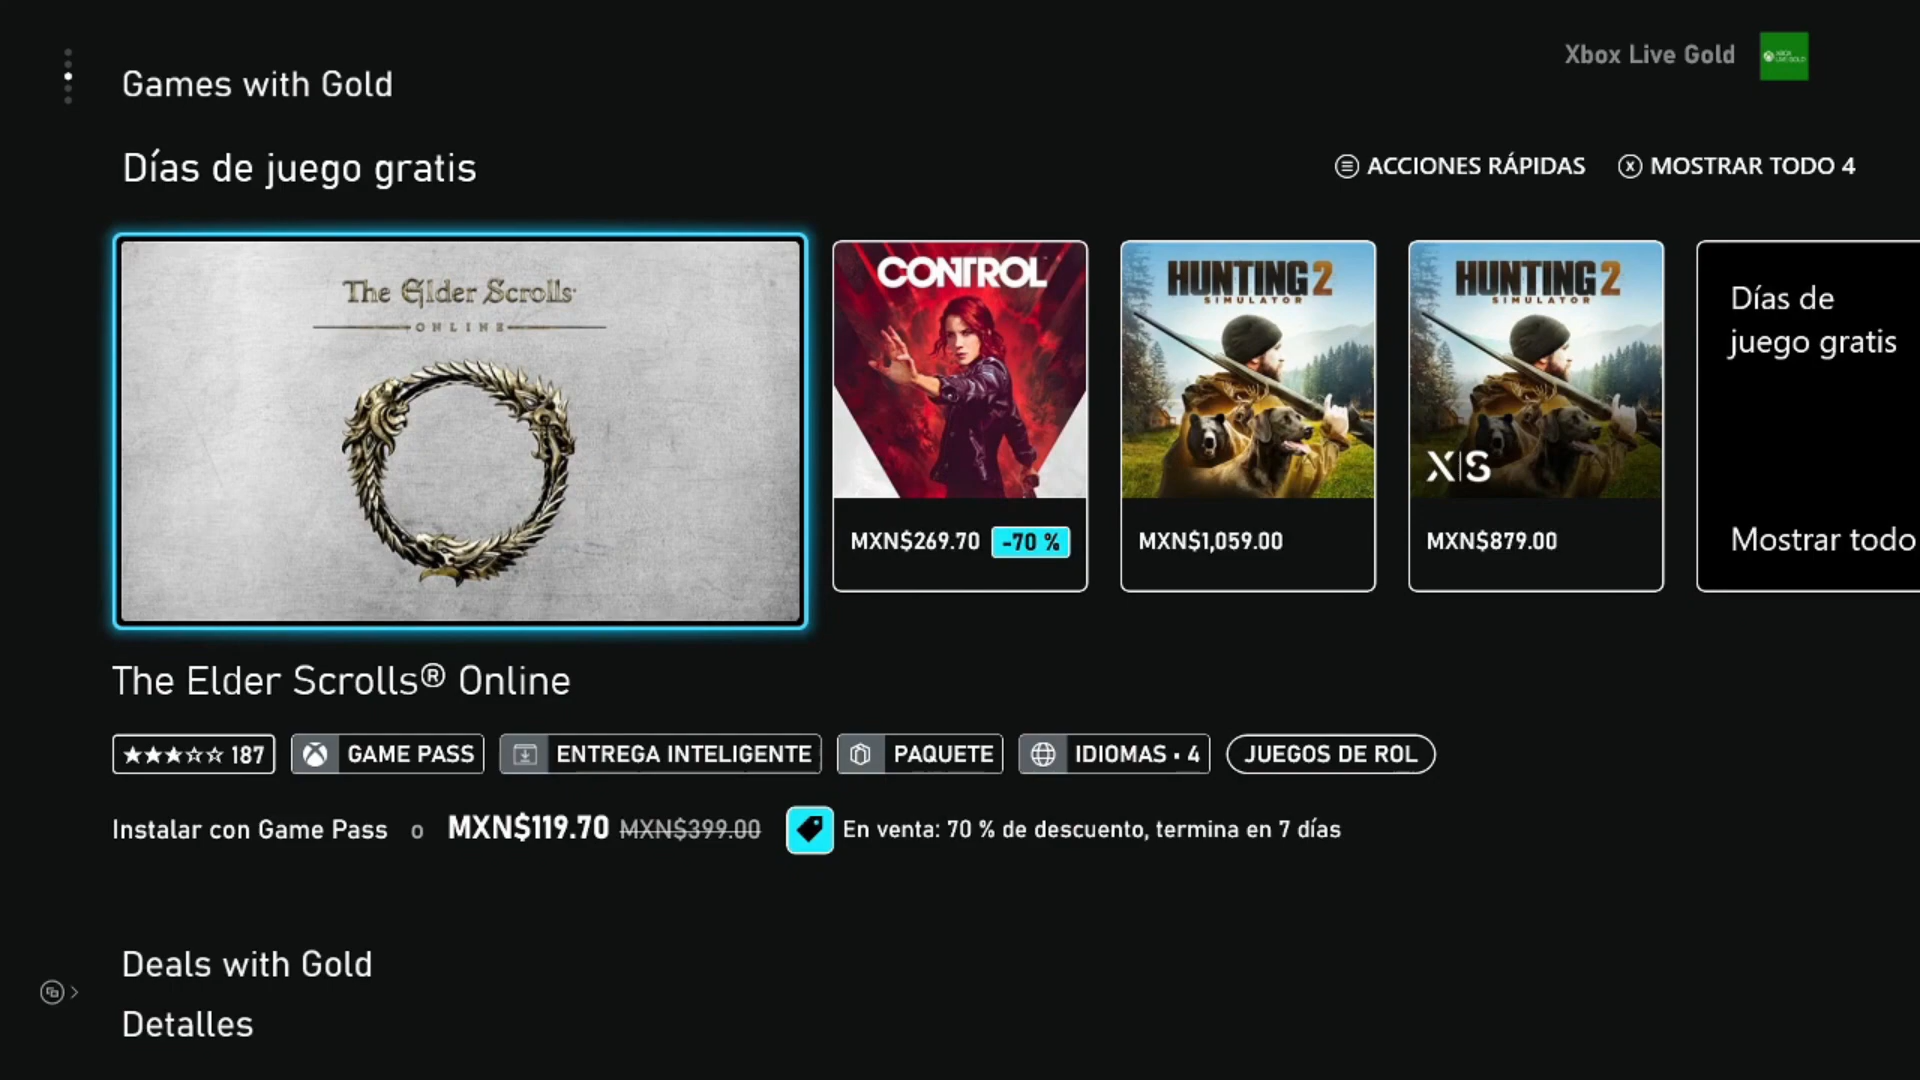 Xbox Live Gold
XBOX
LIVE GOLD
Games with Gold
Días de juego gratis
ACCIONES RÁPIDAS
X MOSTRAR TODO 4
The Elder Scrolls
ONLINE
CONTROL
HUNTING 2
SIMULATOR
HUNTING 2
SIMULATOR
X|S
Días de
juego gratis
MXN$269.70 -70 %
MXN$1,059.00
MXN$879.00
Mostrar todo
The Elder Scrolls® Online
★★★☆☆ 187
GAME PASS
ENTREGA INTELIGENTE
PAQUETE
IDIOMAS • 4
JUEGOS DE ROL
Instalar con Game Pass o MXN$119.70 MXN$399.00 En venta: 70 % de descuento, termina en 7 días
Deals with Gold
Detalles